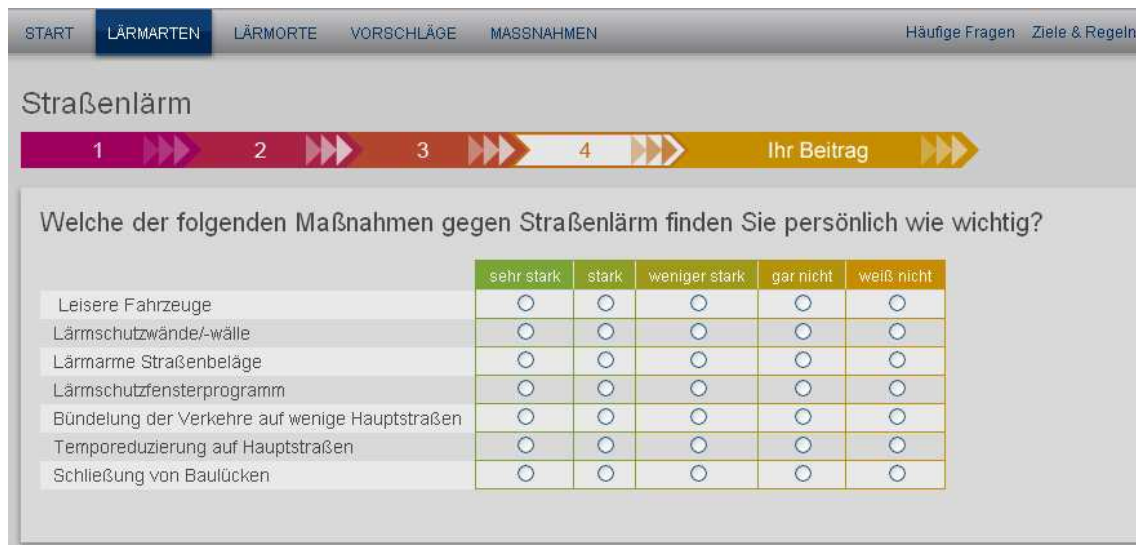 START LÄRMARTEN LÄRMORTE VORSCHLÄGE MASSNAHMEN Häufige Fragen Ziele & Regeln
Straßenlärm
1 2 3 4 Ihr Beitrag
Welche der folgenden Maßnahmen gegen Straßenlärm finden Sie persönlich wie wichtig?
sehr stark stark weniger stark gar nicht weiß nicht
Leisere Fahrzeuge
Lärmschutzwände/-wälle
Lärmarme Straßenbeläge
Lärmschutzfensterprogramm
Bündelung der Verkehre auf wenige Hauptstraßen
Temporeduzierung auf Hauptstraßen
Schließung von Baulücken